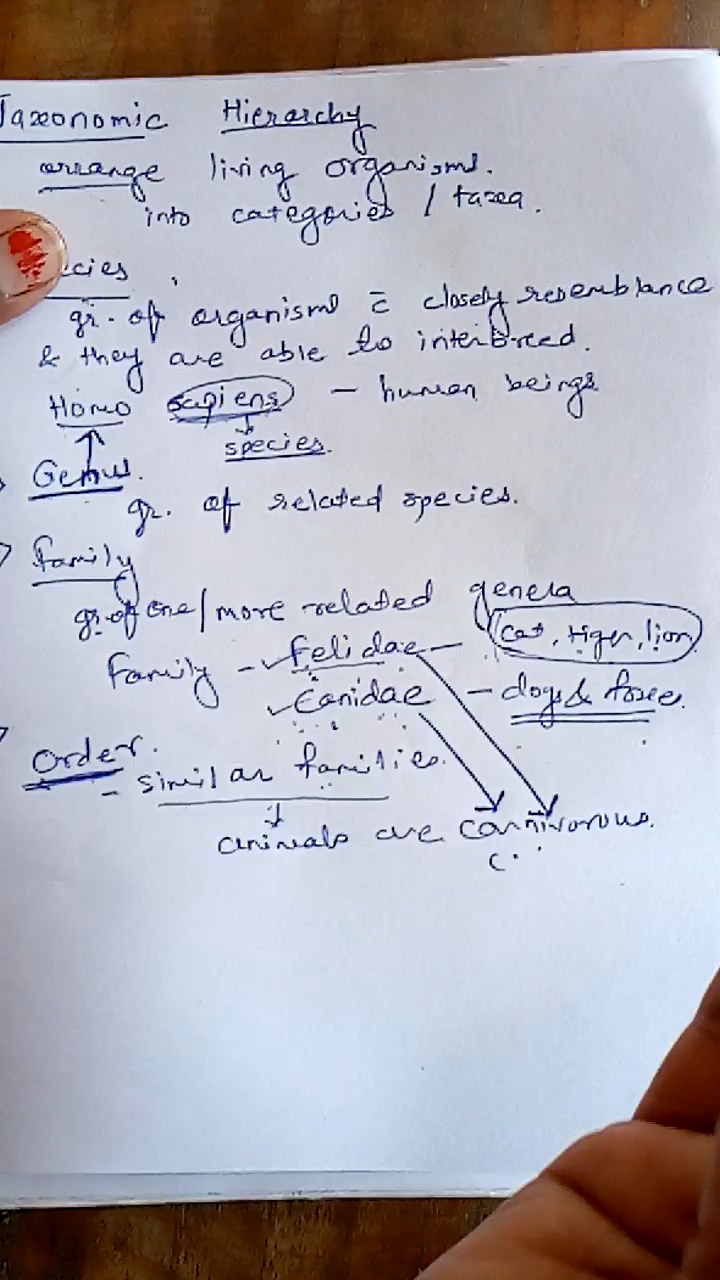 Taxonomic Hierarchy
arrange living organisms.
into categories / taxa.
ecies
gr. of organisms c̄ closely resemblance
& they are able to interbreed.
Homo sapiens – human beings
species.
Genus.
gr. of related species.
family
gr. of one/more related genera
family – ✓ felidae – cat, tiger, lion
✓ Canidae – dogs & foxe.
Order.
- similar families.
animals are carnivorous.
c.